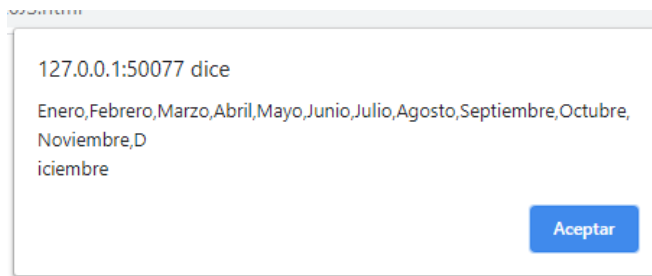 127.0.0.1:50077 dice
Enero,Febrero,Marzo,Abril,Mayo,Junio,Julio,Agosto,Septiembre,Octubre,
Noviembre,D
iciembre
Aceptar